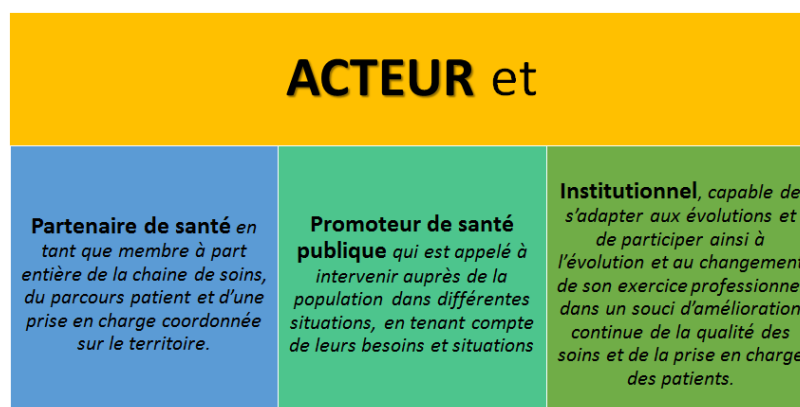 ACTEUR et
Partenaire de santé en
tant que membre à part
entière de la chaine de soins,
du parcours patient et d'une
prise en charge coordonnée
sur le territoire.
Promoteur de santé
publique qui est appelé à
intervenir auprès de la
population dans différentes
situations, en tenant compte
de leurs besoins et situations
Institutionnel, capable de
s'adapter aux évolutions et
de participer ainsi à
l'évolution et au changement
de son exercice professionne
dans un souci d'amélioration
continue de la qualité des
soins et de la prise en charge
des patients.